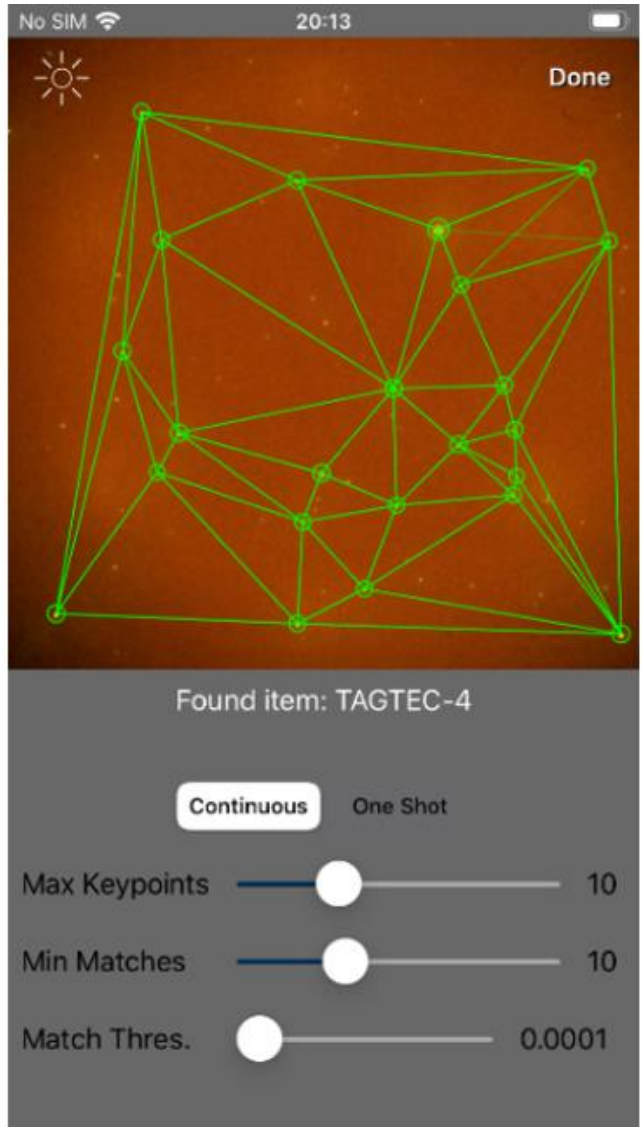 No SIM 20:13
Done
Found item: TAGTEC-4
Continuous One Shot
Max Keypoints 10
Min Matches 10
Match Thres. 0.0001